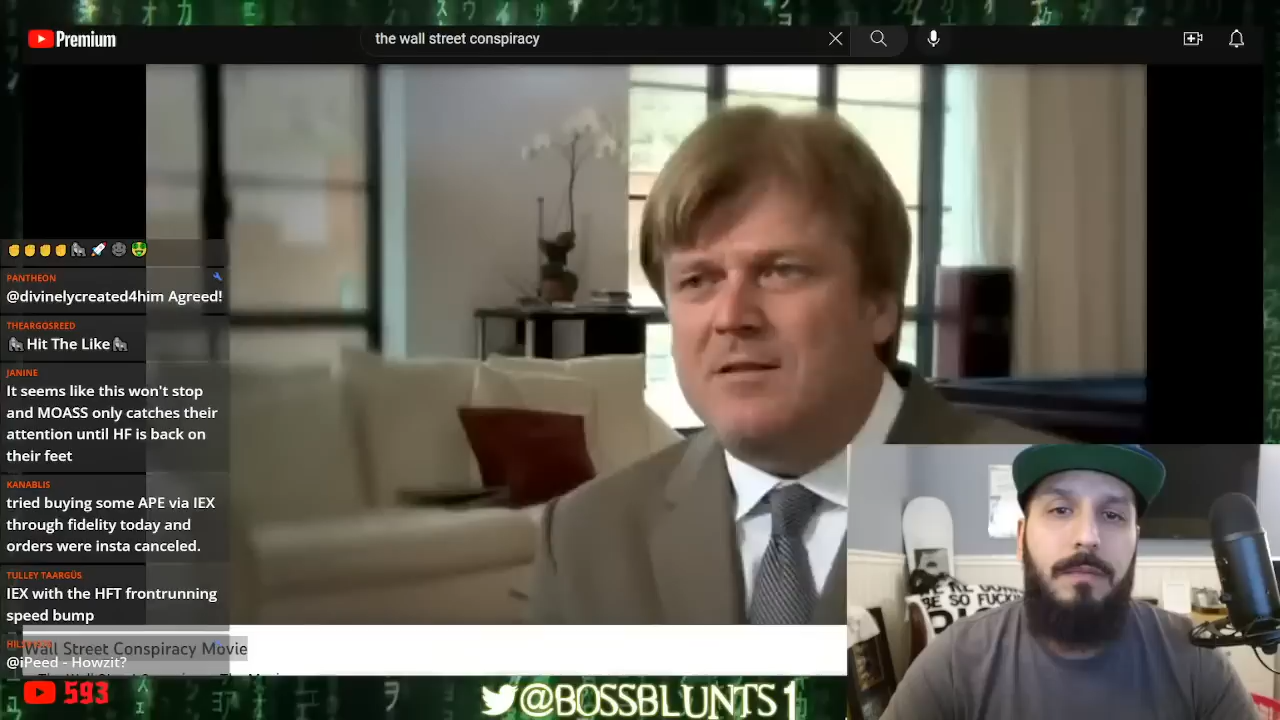 Premium
the wall street conspiracy
PANTHEON
@divinelycreated4him Agreed!
THEARGOSREED
Hit The Like
JANINE
It seems like this won't stop
and MOASS only catches their
attention until HF is back on
their feet
KANABLIS
tried buying some APE via IEX
through fidelity today and
orders were insta canceled.
TULLEY TAARGÜS
IEX with the HFT frontrunning
speed bump
Wall Street Conspiracy Movie
@iPeed - Howzit?
593
@BOSSBLUNTS1
BE SO FUC